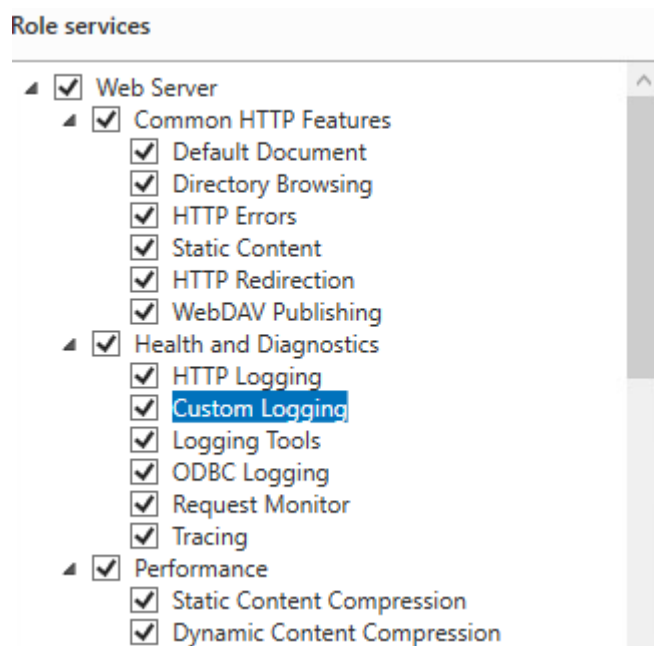 Role services
Web Server
Common HTTP Features
Default Document
Directory Browsing
HTTP Errors
Static Content
HTTP Redirection
WebDAV Publishing
Health and Diagnostics
HTTP Logging
Custom Logging
Logging Tools
ODBC Logging
Request Monitor
Tracing
Performance
Static Content Compression
Dynamic Content Compression